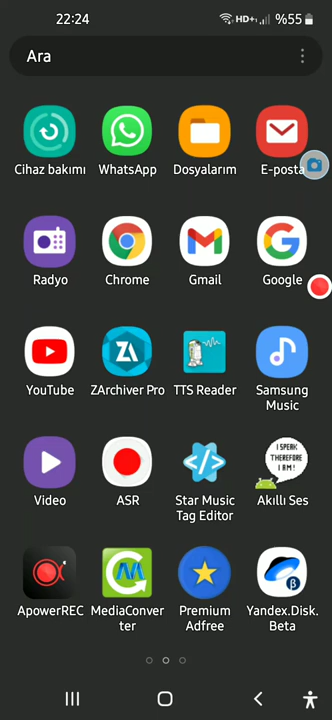 22:24
HD+
%55
Ara
Cihaz bakımı
WhatsApp
Dosyalarım
E-posta
Radyo
Chrome
Gmail
Google
YouTube
ZArchiver Pro
TTS Reader
Samsung
Music
Video
ASR
Star Music
Tag Editor
I SPEAK
THEREFORE
I AM!
Akıllı Ses
ApowerREC
MediaConver
ter
Premium
Adfree
Yandex.Disk.
Beta